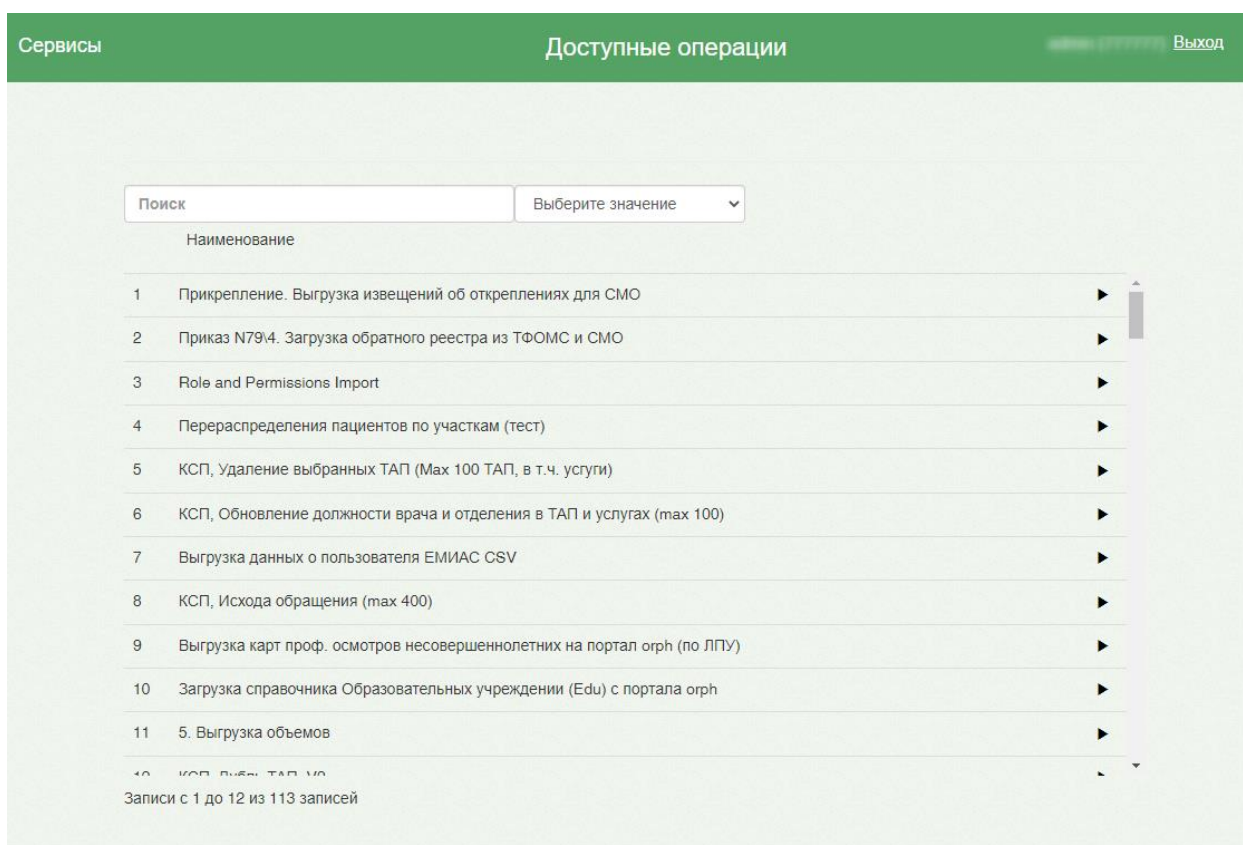 Сервисы
Доступные операции
Выход
Поиск
Выберите значение
Наименование
1 Прикрепление. Выгрузка извещений об откреплениях для СМО
2 Приказ N79\4. Загрузка обратного реестра из ТФОМС и СМО
3 Role and Permissions Import
4 Перераспределения пациентов по участкам (тест)
5 КСП, Удаление выбранных ТАП (Max 100 ТАП, в т.ч. усгуги)
6 КСП, Обновление должности врача и отделения в ТАП и услугах (max 100)
7 Выгрузка данных о пользователя ЕМИАС CSV
8 КСП, Исхода обращения (max 400)
9 Выгрузка карт проф. осмотров несовершеннолетних на портал orph (по ЛПУ)
10 Загрузка справочника Образовательных учреждении (Edu) с портала orph
11 5. Выгрузка объемов
12 КСП, Дубль ТАП
Записи с 1 до 12 из 113 записей